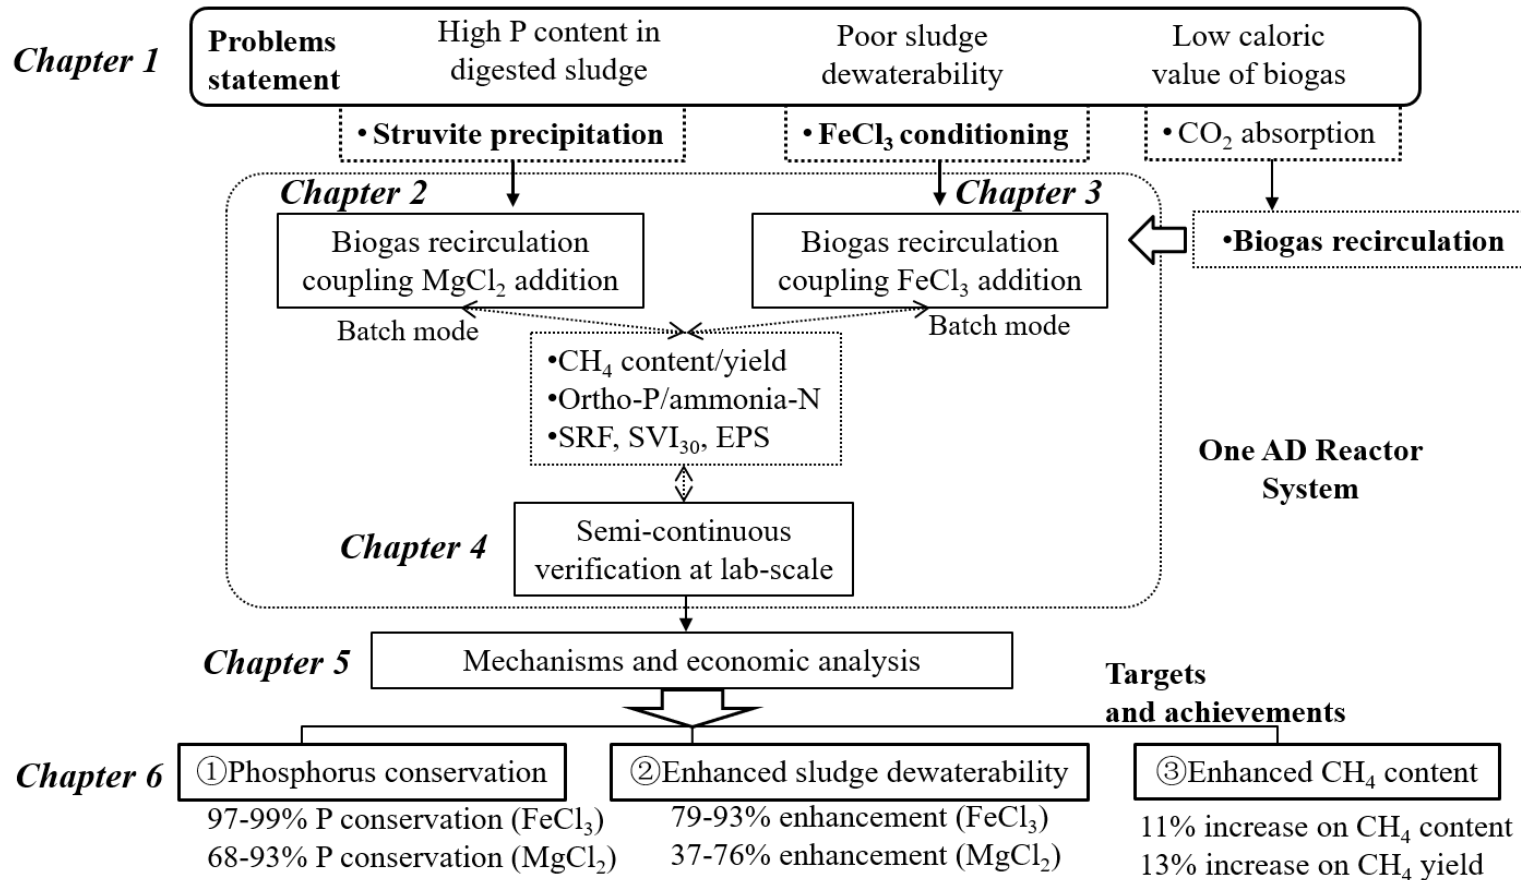 Chapter 1
Problems
statement
High P content in
digested sludge
Poor sludge
dewaterability
Low caloric
value of biogas
•Struvite precipitation
•FeCl₃ conditioning
•CO₂ absorption
Chapter 2
Chapter 3
Biogas recirculation
coupling MgCl₂ addition
Biogas recirculation
coupling FeCl₃ addition
•Biogas recirculation
Batch mode
Batch mode
•CH₄ content/yield
•Ortho-P/ammonia-N
•SRF, SVI₃₀, EPS
One AD Reactor
System
Chapter 4
Semi-continuous
verification at lab-scale
Chapter 5
Mechanisms and economic analysis
Targets
and achievements
Chapter 6
①Phosphorus conservation
②Enhanced sludge dewaterability
③Enhanced CH₄ content
97-99% P conservation (FeCl₃)
68-93% P conservation (MgCl₂)
79-93% enhancement (FeCl₃)
37-76% enhancement (MgCl₂)
11% increase on CH₄ content
13% increase on CH₄ yield